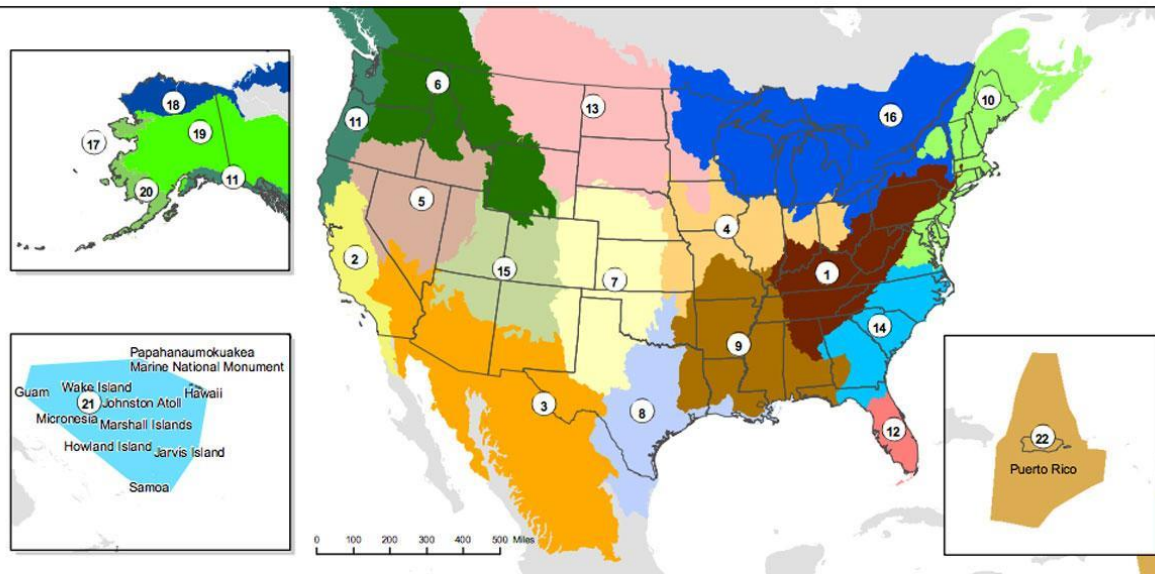 6
13
10
16
11
18
19
17
11
20
5
4
2
15
7
1
14
9
3
8
12
Papahanaumokuakea
Marine National Monument
Guam
Wake Island
Hawaii
21
Johnston Atoll
Micronesia
Marshall Islands
Howland Island
Jarvis Island
Samoa
22
Puerto Rico
0 100 200 300 400 500 Miles